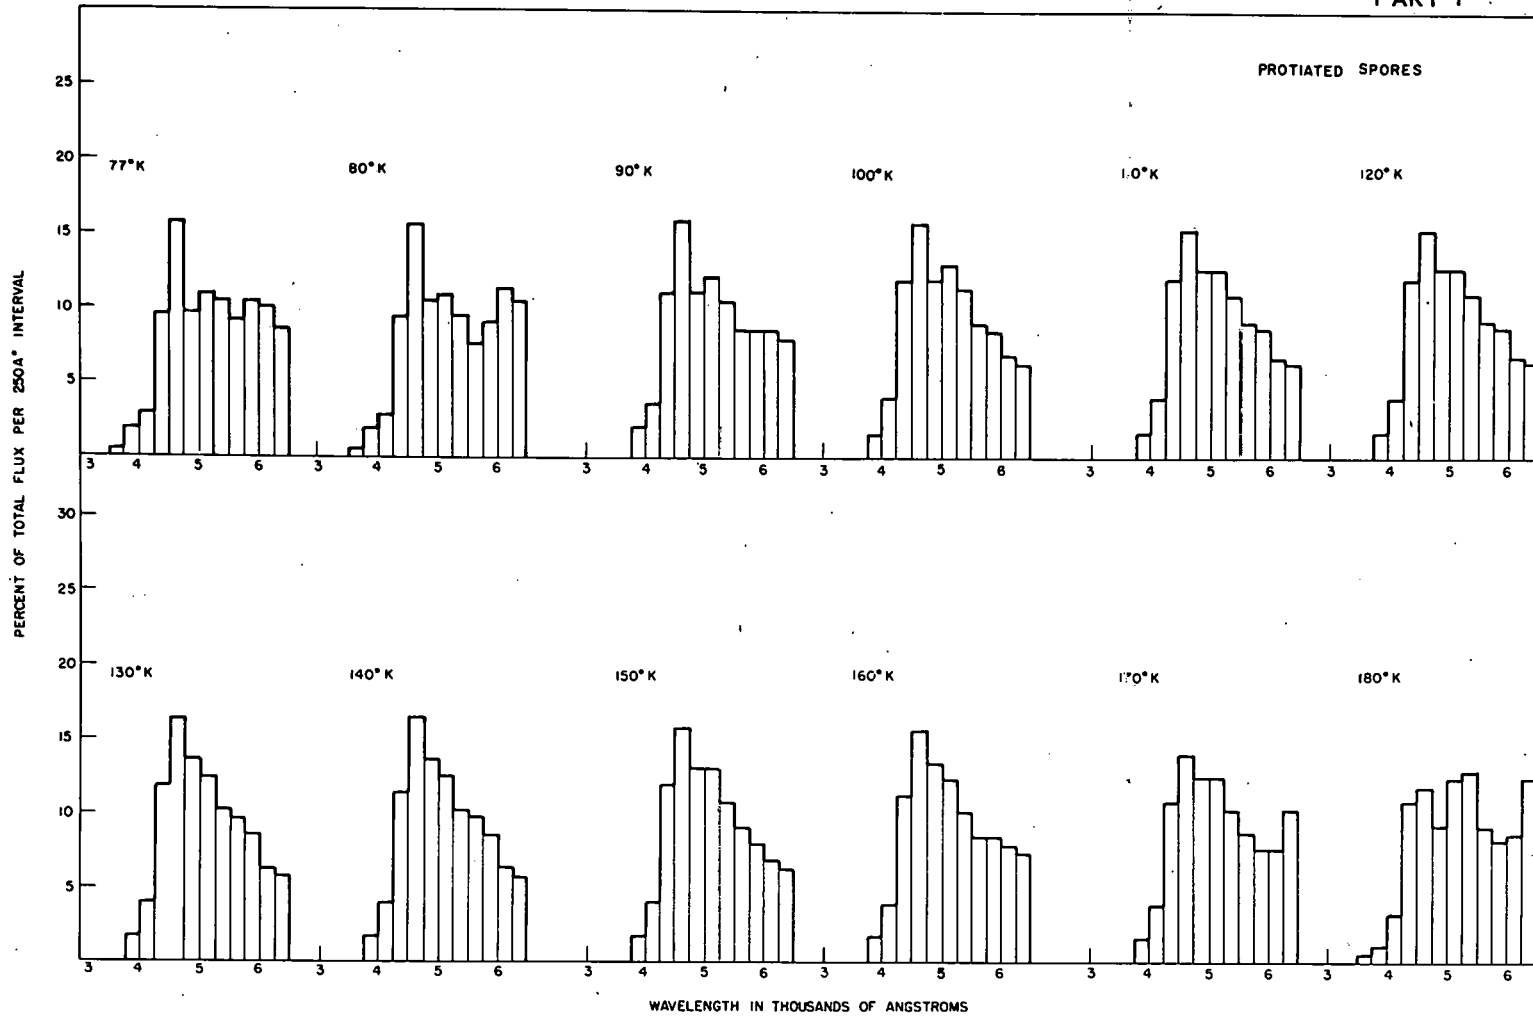 PROTIATED SPORES
PERCENT OF TOTAL FLUX PER 250A° INTERVAL
25
20
15
10
5
77°K
80°K
90°K
100°K
110°K
120°K
3 4 5 6 3 4 5 6 3 4 5 6 3 4 5 6 3 4 5 6 3 4 5 6
30
25
20
15
10
5
130°K
140°K
150°K
160°K
170°K
180°K
3 4 5 6 3 4 5 6 3 4 5 6 3 4 5 6 3 4 5 6 3 4 5 6
WAVELENGTH IN THOUSANDS OF ANGSTROMS